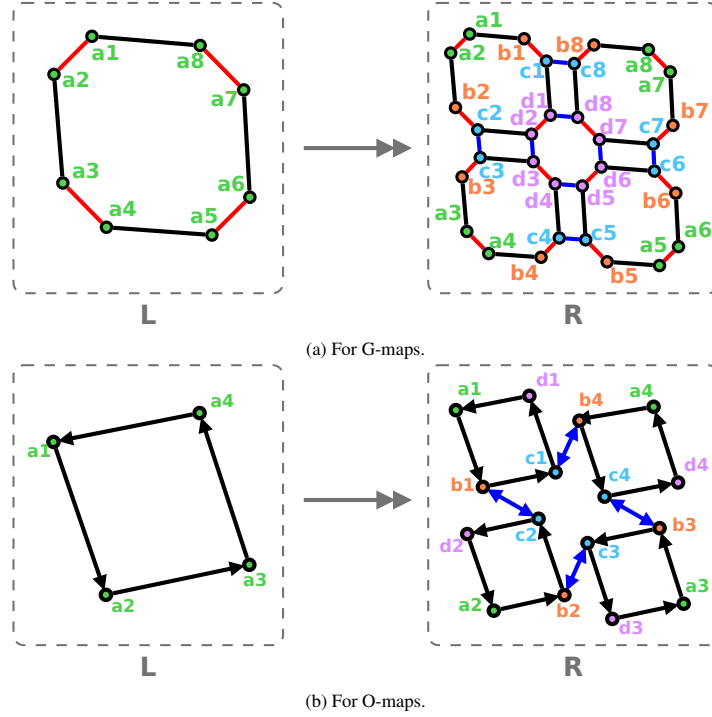 a1
a8
a2
a7
a3
a6
a4
a5
L
a1
b1
b8
a2
c1
c8
a8
a7
b2
d1
d8
b7
c2
d2
d7
c7
c3
d3
d6
c6
b3
d4
d5
b6
a3
a4
c4
c5
a5
a6
b4
b5
R
(a) For G-maps.
a4
a1
a3
a2
L
a1
d1
b4
a4
c1
c4
d4
b1
b3
d2
c2
c3
a2
b2
a3
d3
R
(b) For O-maps.